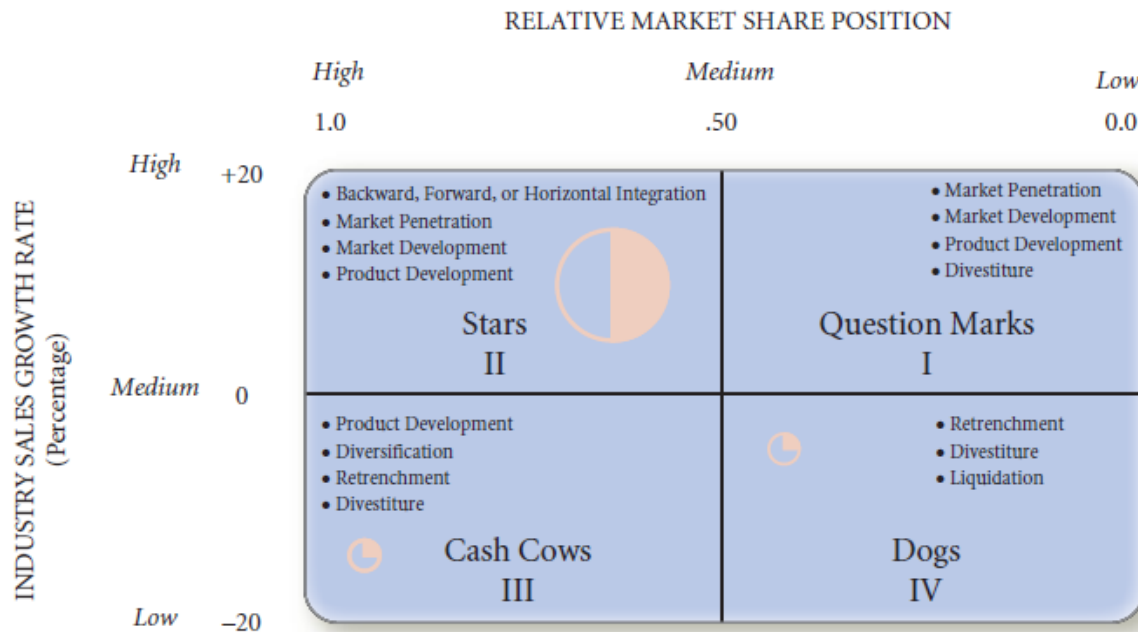 RELATIVE MARKET SHARE POSITION
High
Medium
Low
1.0
.50
0.0
High
+20
Medium
0
Low
–20
INDUSTRY SALES GROWTH RATE
(Percentage)
• Backward, Forward, or Horizontal Integration
• Market Penetration
• Market Development
• Product Development
Stars
II
• Market Penetration
• Market Development
• Product Development
• Divestiture
Question Marks
I
• Product Development
• Diversification
• Retrenchment
• Divestiture
Cash Cows
III
• Retrenchment
• Divestiture
• Liquidation
Dogs
IV